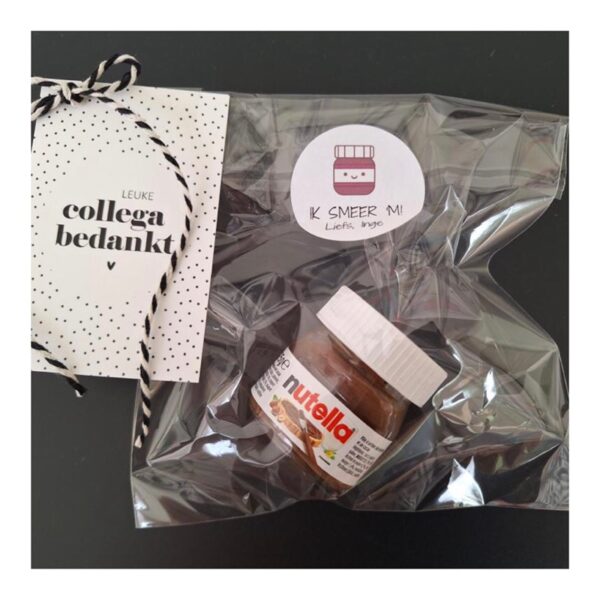 LEUKE
collega
bedankt
IK SMEER 'M!
Liefs, Inge
nutella